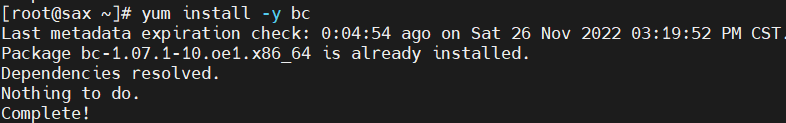 [root@sax ~]# yum install -y bc
Last metadata expiration check: 0:04:54 ago on Sat 26 Nov 2022 03:19:52 PM CST.
Package bc-1.07.1-10.oe1.x86_64 is already installed.
Dependencies resolved.
Nothing to do.
Complete!